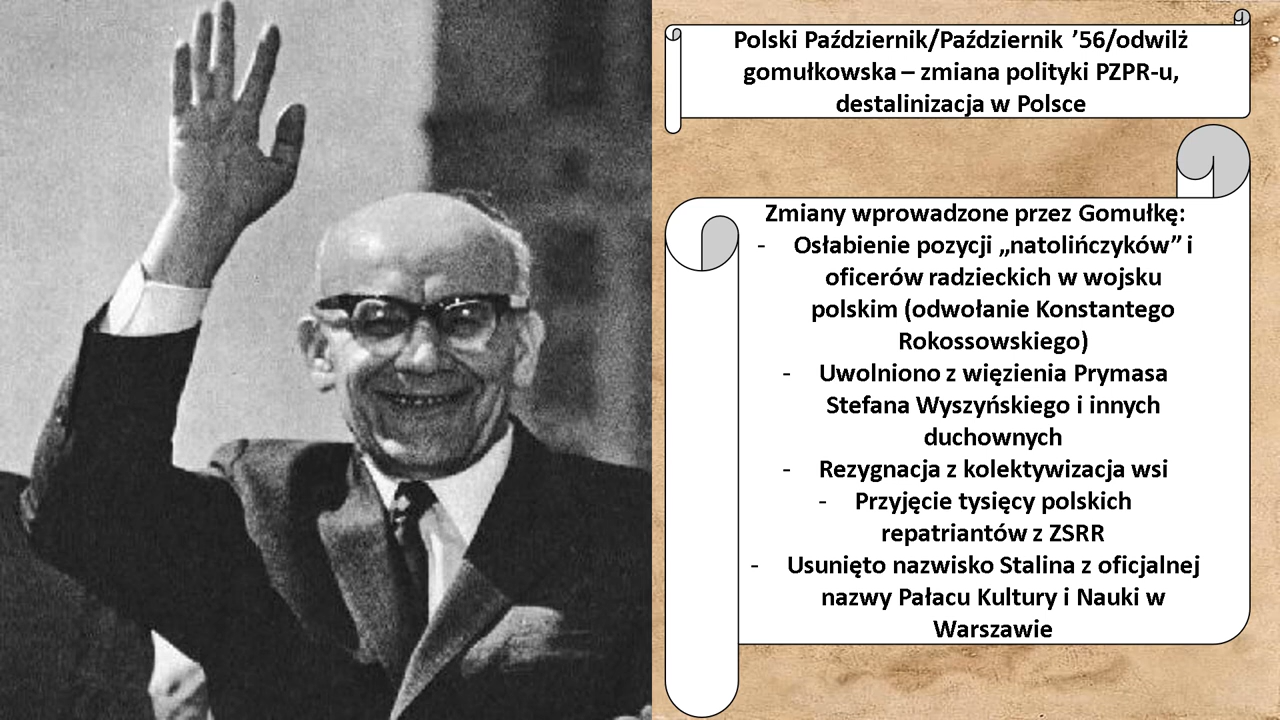 Polski Październik/Październik ’56/odwilż
gomułkowska – zmiana polityki PZPR-u,
destalinizacja w Polsce
Zmiany wprowadzone przez Gomułkę:
- Osłabienie pozycji „natolińczyków” i
oficerów radzieckich w wojsku
polskim (odwołanie Konstantego
Rokossowskiego)
- Uwolniono z więzienia Prymasa
Stefana Wyszyńskiego i innych
duchownych
- Rezygnacja z kolektywizacja wsi
- Przyjęcie tysięcy polskich
repatriantów z ZSRR
- Usunięto nazwisko Stalina z oficjalnej
nazwy Pałacu Kultury i Nauki w
Warszawie